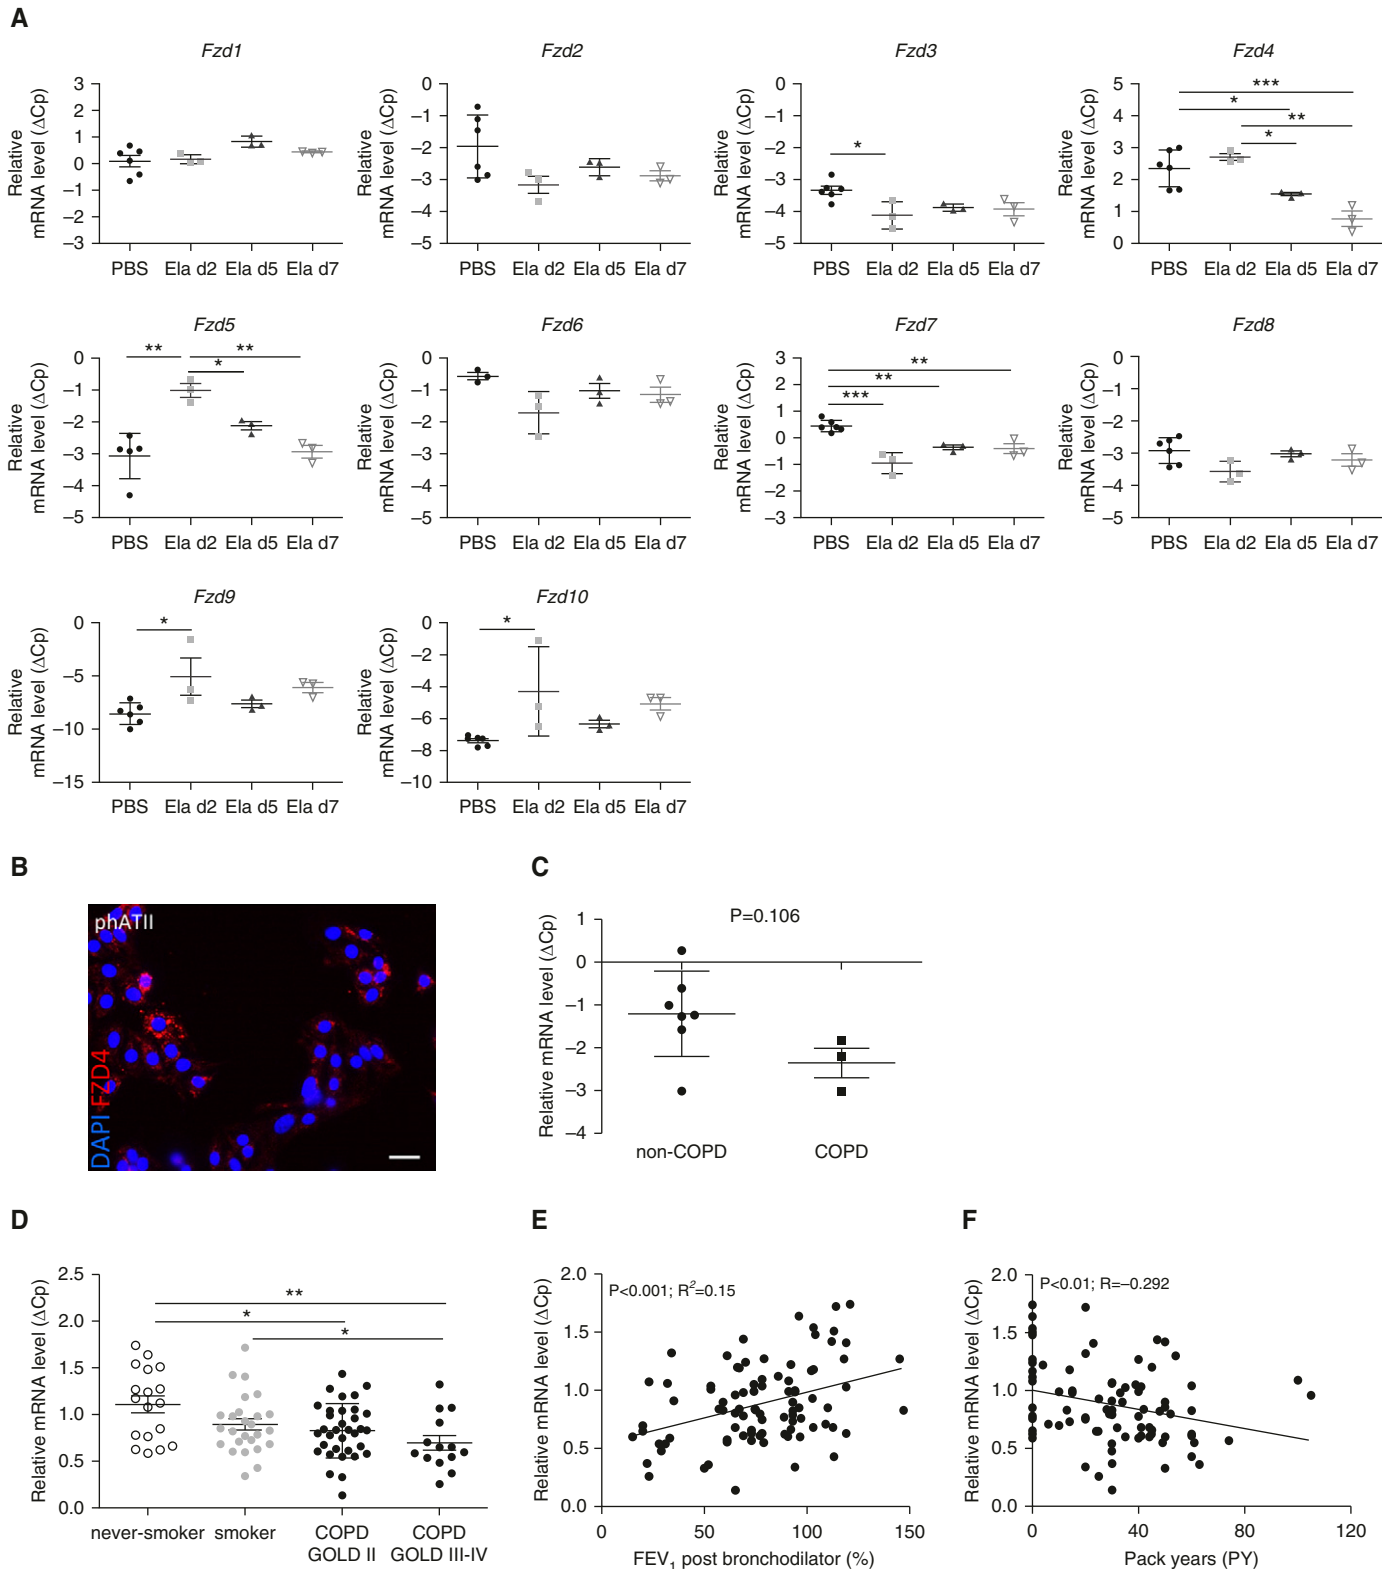 A
Fzd1
Relative
mRNA level (ΔCp)
3
2
1
0
–1
–2
–3
PBS Ela d2 Ela d5 Ela d7
Fzd2
Relative
mRNA level (ΔCp)
0
–1
–2
–3
–4
–5
PBS Ela d2 Ela d5 Ela d7
Fzd3
Relative
mRNA level (ΔCp)
0
–1
–2
–3
–4
–5
*
PBS Ela d2 Ela d5 Ela d7
Fzd4
Relative
mRNA level (ΔCp)
5
4
3
2
1
0
***
*
**
*
PBS Ela d2 Ela d5 Ela d7
Fzd5
Relative
mRNA level (ΔCp)
0
–1
–2
–3
–4
–5
** **
*
PBS Ela d2 Ela d5 Ela d7
Fzd6
Relative
mRNA level (ΔCp)
0
–1
–2
–3
–4
–5
PBS Ela d2 Ela d5 Ela d7
Fzd7
Relative
mRNA level (ΔCp)
3
2
1
0
–1
–2
–3
**
**
***
PBS Ela d2 Ela d5 Ela d7
Fzd8
Relative
mRNA level (ΔCp)
0
–1
–2
–3
–4
–5
PBS Ela d2 Ela d5 Ela d7
Fzd9
Relative
mRNA level (ΔCp)
0
–5
–10
–15
*
PBS Ela d2 Ela d5 Ela d7
Fzd10
Relative
mRNA level (ΔCp)
0
–2
–4
–6
–8
–10
*
PBS Ela d2 Ela d5 Ela d7
B
phATII
DAPI FZD4
C
P=0.106
Relative mRNA level (ΔCp)
1
0
–1
–2
–3
–4
non-COPD COPD
D
Relative mRNA level (ΔCp)
2.5
2.0
1.5
1.0
0.5
0.0
**
*
*
never-smoker smoker COPD COPD
GOLD II GOLD III-IV
E
Relative mRNA level (ΔCp)
2.0
1.5
1.0
0.5
0.0
P<0.001; R²=0.15
0 50 100 150
FEV₁ post bronchodilator (%)
F
Relative mRNA level (ΔCp)
2.0
1.5
1.0
0.5
0.0
P<0.01; R=–0.292
0 40 80 120
Pack years (PY)